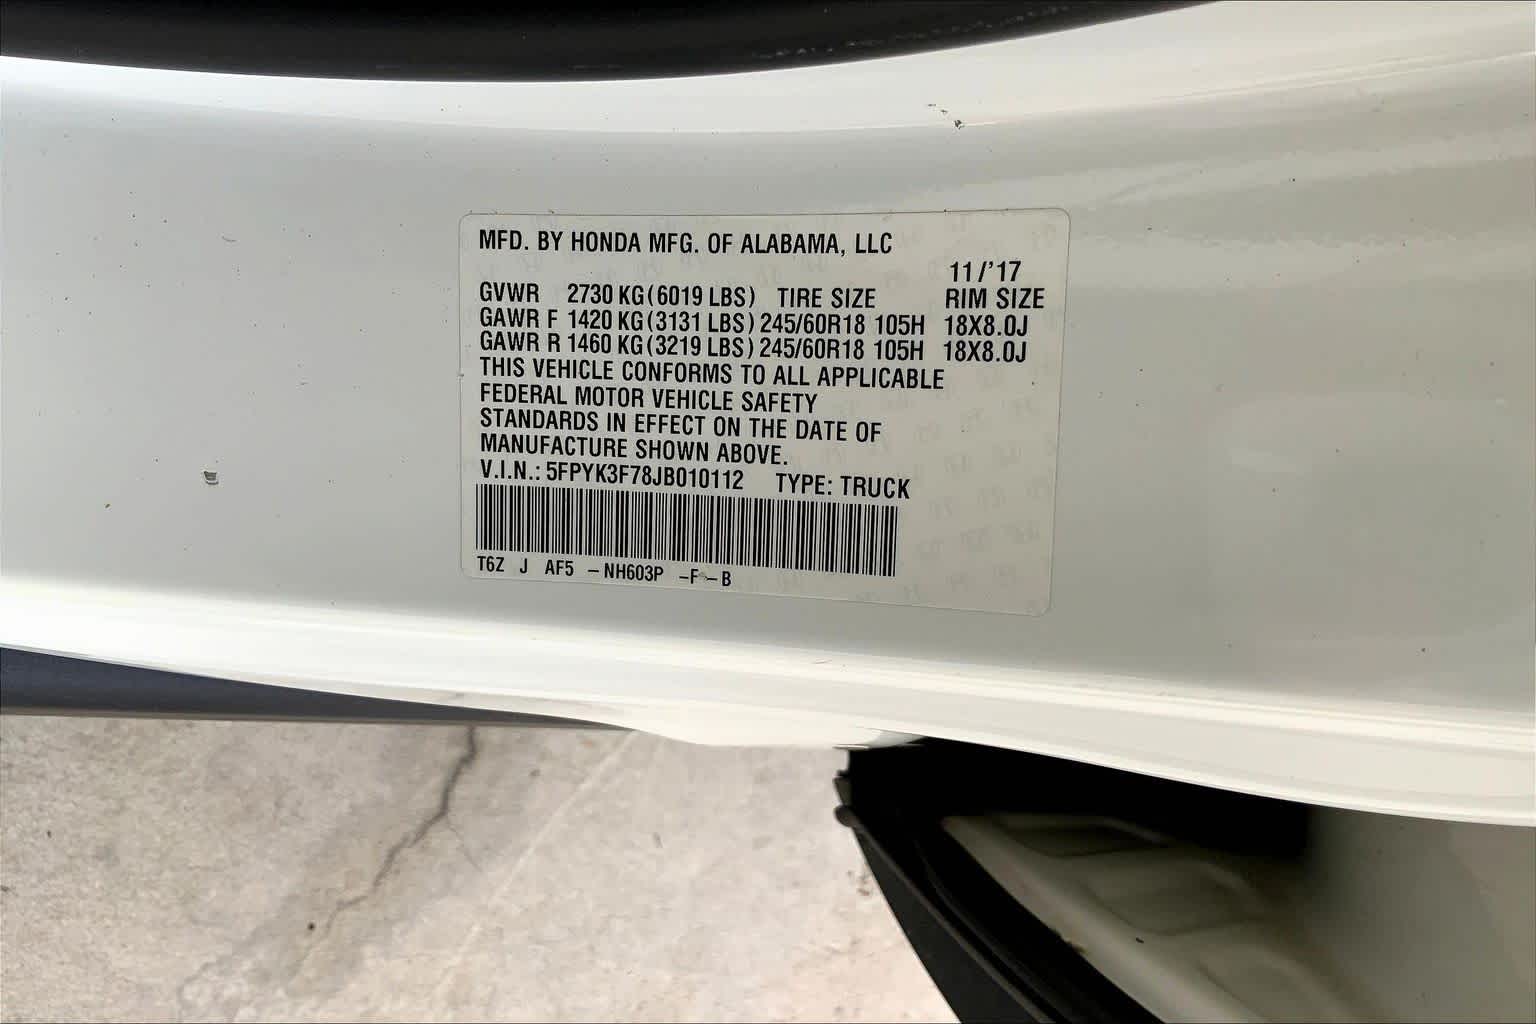 MFD. BY HONDA MFG. OF ALABAMA, LLC
11/'17
GVWR 2730 KG(6019 LBS) TIRE SIZE RIM SIZE
GAWR F 1420 KG(3131 LBS) 245/60R18 105H 18X8.0J
GAWR R 1460 KG(3219 LBS) 245/60R18 105H 18X8.0J
THIS VEHICLE CONFORMS TO ALL APPLICABLE
FEDERAL MOTOR VEHICLE SAFETY
STANDARDS IN EFFECT ON THE DATE OF
MANUFACTURE SHOWN ABOVE.
V.I.N.: 5FPYK3F78JB010112 TYPE: TRUCK
T6Z J AF5 –NH603P –F–B